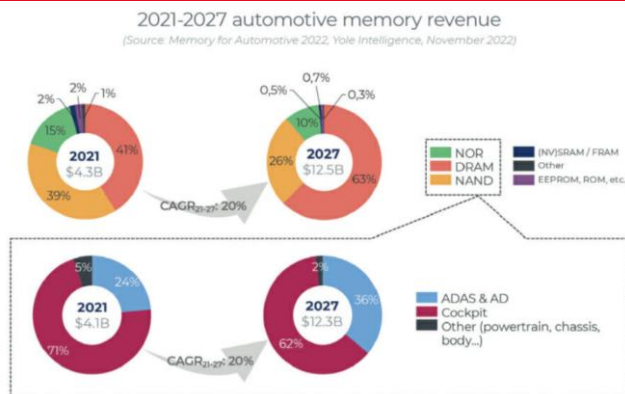 2021-2027 automotive memory revenue
(Source: Memory for Automotive 2022, Yole Intelligence, November 2022)
2%
2%
1%
15%
41%
39%
2021
$4.3B
CAGR21-27: 20%
0,5%
0,7%
0,3%
10%
26%
63%
2027
$12.5B
NOR
DRAM
NAND
(NV)SRAM / FRAM
Other
EEPROM, ROM, etc.
5%
24%
71%
2021
$4.1B
CAGR21-27: 20%
2%
36%
62%
2027
$12.3B
ADAS & AD
Cockpit
Other (powertrain, chassis,
body...)